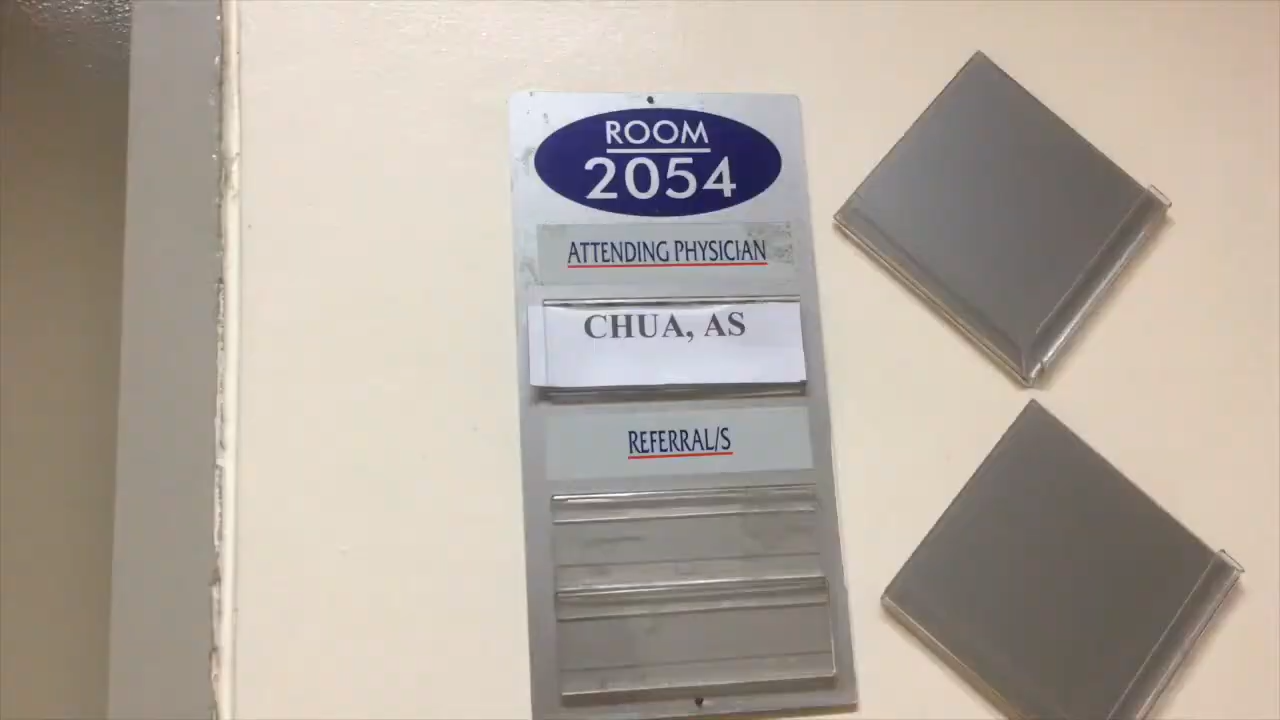 ROOM
2054
ATTENDING PHYSICIAN
CHUA, AS
REFERRAL/S